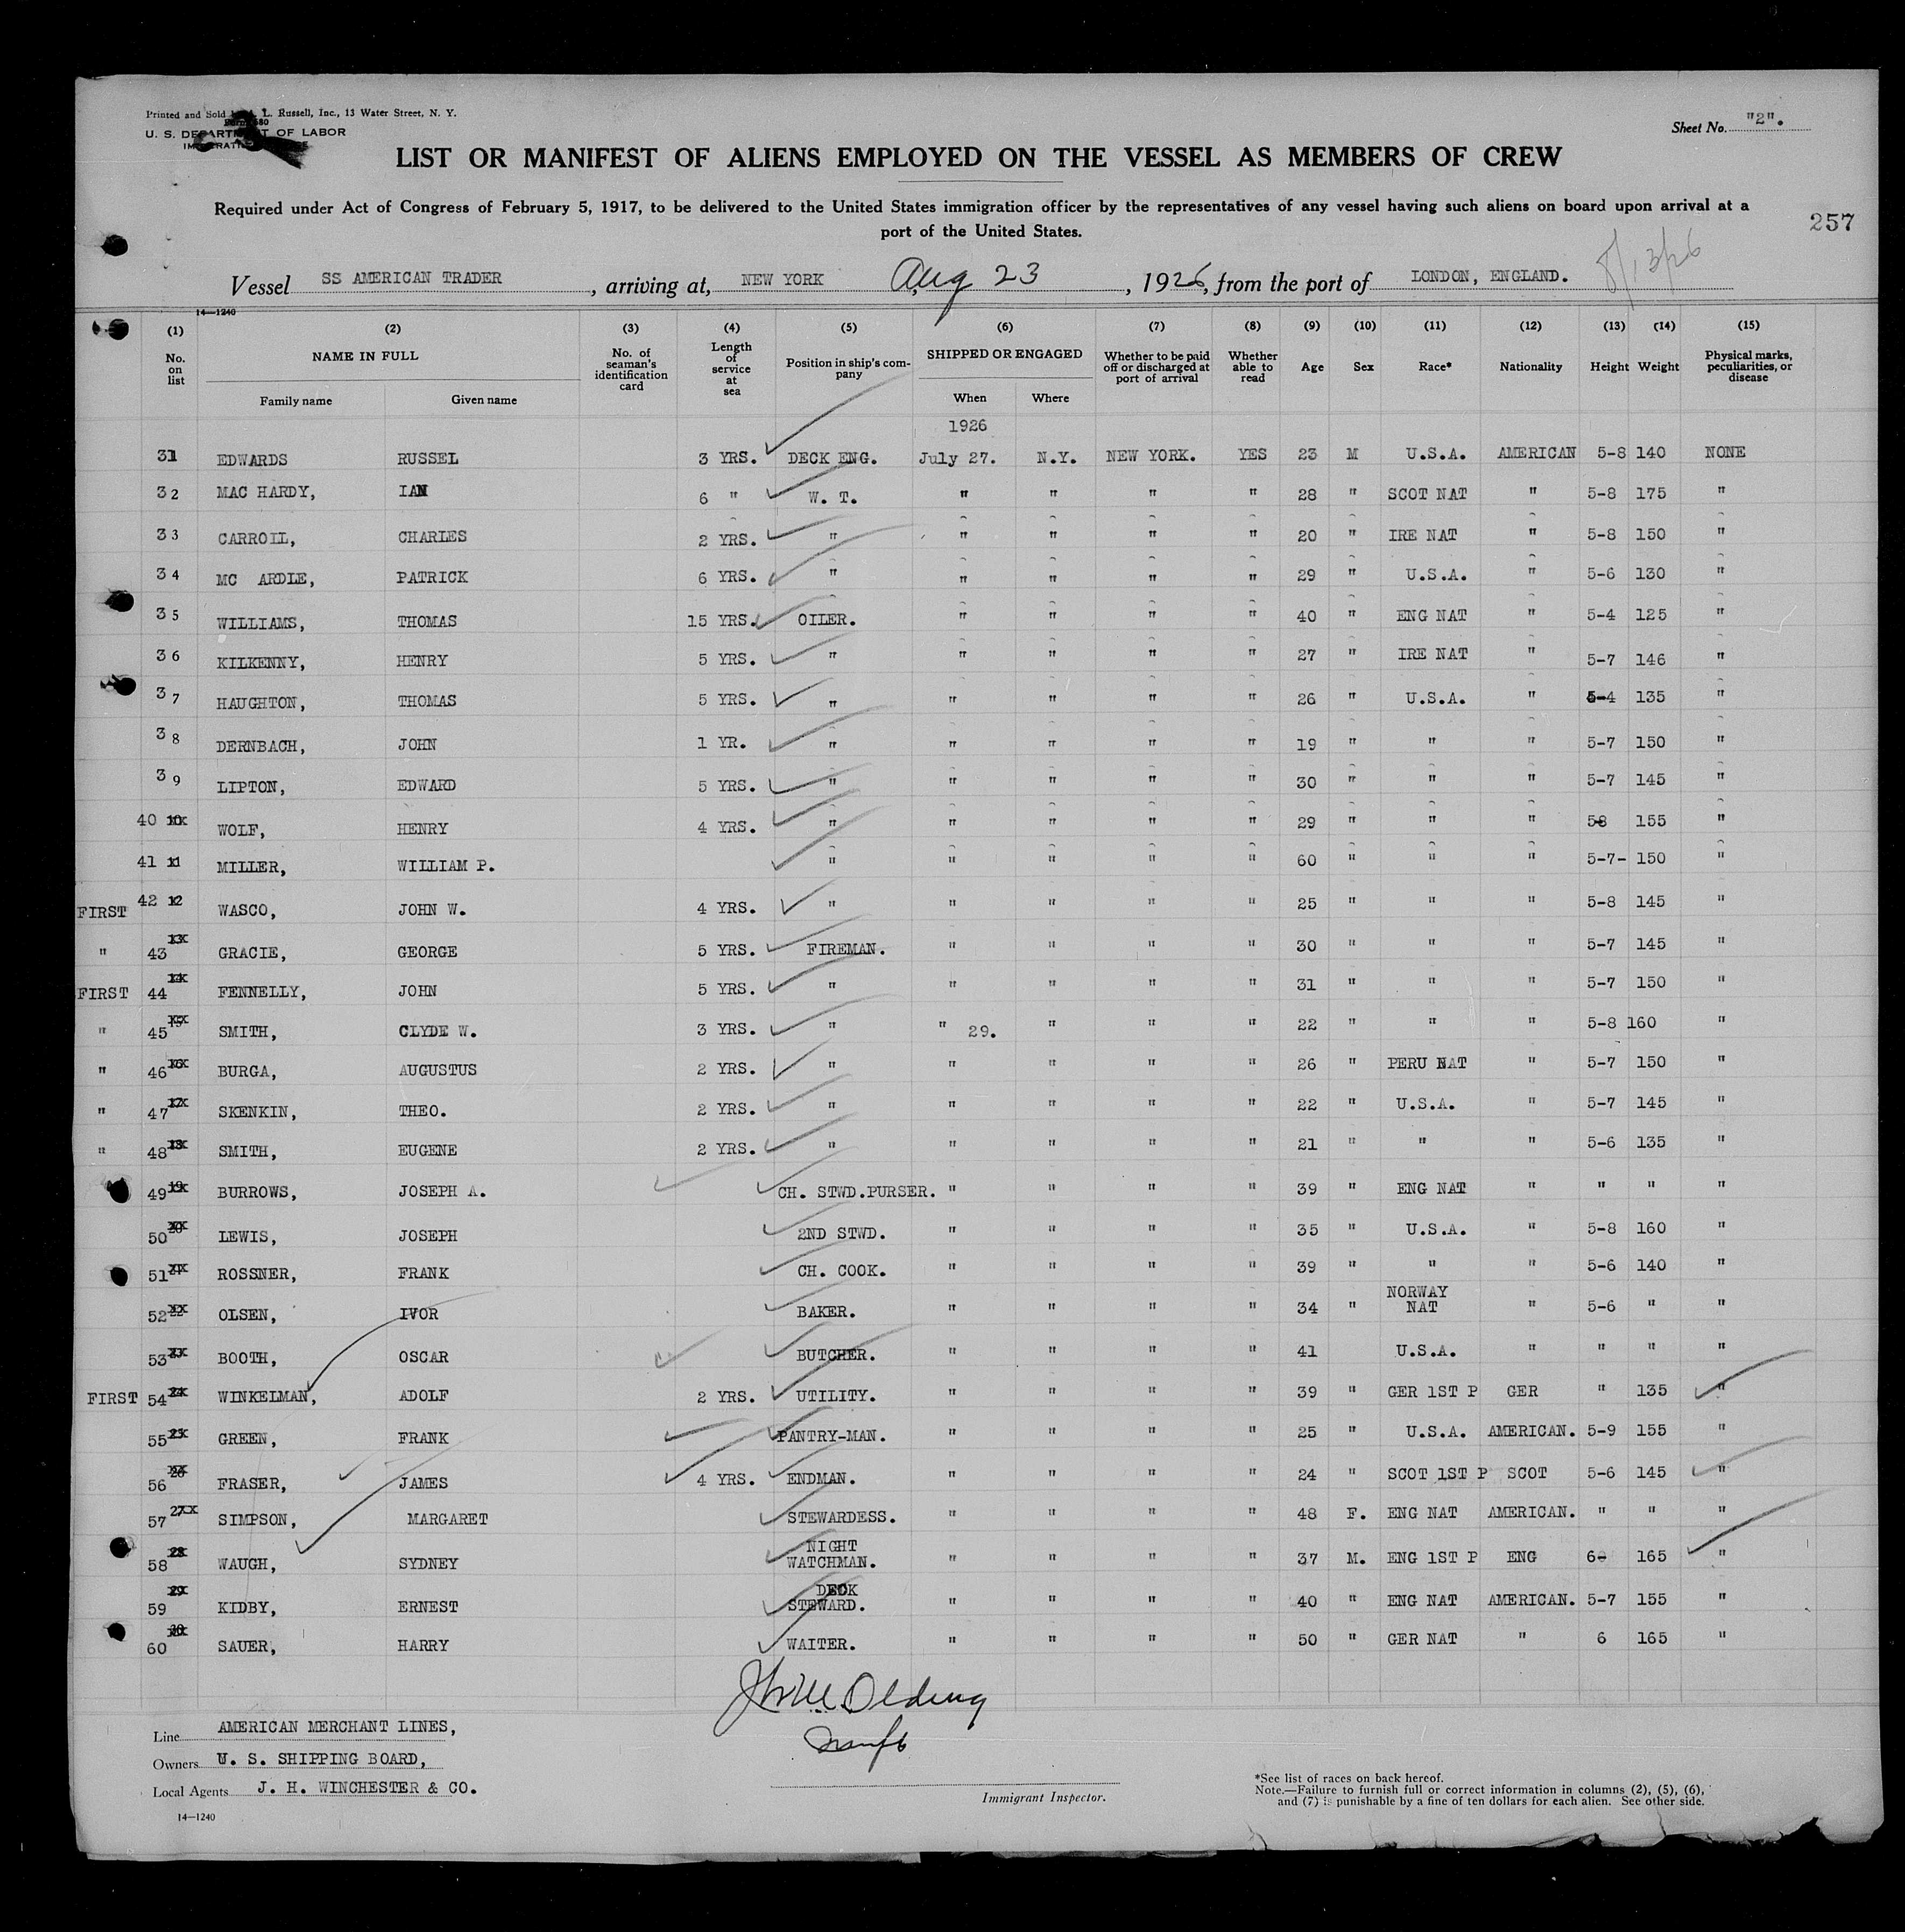 Printed and Sold L. Russell, Inc., 13 Water Street, N. Y.
U. S. DEPARTMENT OF LABOR
Sheet No. "2".
LIST OR MANIFEST OF ALIENS EMPLOYED ON THE VESSEL AS MEMBERS OF CREW
Required under Act of Congress of February 5, 1917, to be delivered to the United States immigration officer by the representatives of any vessel having such aliens on board upon arrival at a
port of the United States.
257
Vessel SS AMERICAN TRADER, arriving at, NEW YORK Aug 23, 1926, from the port of LONDON, ENGLAND. 8/13/26
14—1240
(1) (2) (3) (4) (5) (6) (7) (8) (9) (10) (11) (12) (13) (14) (15)
No. on list NAME IN FULL Family name Given name No. of seaman's identification card Length of service at sea Position in ship's company SHIPPED OR ENGAGED When Where Whether to be paid off or discharged at port of arrival Whether able to read Age Sex Race* Nationality Height Weight Physical marks, peculiarities, or disease
1926
31 EDWARDS RUSSEL 3 YRS. DECK ENG. July 27. N.Y. NEW YORK. YES 23 M U.S.A. AMERICAN 5-8 140 NONE
32 MAC HARDY, IAN 6 " W. T. " " " " 28 " SCOT NAT " 5-8 175 "
33 CARROLL, CHARLES 2 YRS. " " " " " 20 " IRE NAT " 5-8 150 "
34 MC ARDLE, PATRICK 6 YRS. " " " " " 29 " U.S.A. " 5-6 130 "
35 WILLIAMS, THOMAS 15 YRS. OILER. " " " " 40 " ENG NAT " 5-4 125 "
36 KILKENNY, HENRY 5 YRS. " " " " " 27 " IRE NAT " 5-7 146 "
37 HAUGHTON, THOMAS 5 YRS. " " " " " 26 " U.S.A. " 5-4 135 "
38 DERNBACH, JOHN 1 YR. " " " " " 19 " " " 5-7 150 "
39 LIPTON, EDWARD 5 YRS. " " " " " 30 " " " 5-7 145 "
40 10x WOLF, HENRY 4 YRS. " " " " " 29 " " " 5-8 155 "
41 11 MILLER, WILLIAM P. " " " " " 60 " " " 5-7- 150 "
FIRST 42 12 WASCO, JOHN W. 4 YRS. " " " " " 25 " " " 5-8 145 "
" 43 13x GRACIE, GEORGE 5 YRS. FIREMAN. " " " " 30 " " " 5-7 145 "
FIRST 44 14x FENNELLY, JOHN 5 YRS. " " " " " 31 " " " 5-7 150 "
" 45 SMITH, CLYDE W. 3 YRS. " " 29. " " " 22 " " " 5-8 160 "
" 46 16x BURGA, AUGUSTUS 2 YRS. " " " " " 26 " PERU NAT " 5-7 150 "
" 47 17x SKENKIN, THEO. 2 YRS. " " " " " 22 " U.S.A. " 5-7 145 "
" 48 18x SMITH, EUGENE 2 YRS. " " " " " 21 " " " 5-6 135 "
49 19x BURROWS, JOSEPH A. CH. STWD.PURSER. " " " " 39 " ENG NAT " " " "
50 LEWIS, JOSEPH 2ND STWD. " " " " 35 " U.S.A. " 5-8 160 "
51 ROSSNER, FRANK CH. COOK. " " " " 39 " " " 5-6 140 "
52 OLSEN, IVOR BAKER. " " " " 34 " NORWAY NAT " 5-6 " "
53 BOOTH, OSCAR BUTCHER. " " " " 41 U.S.A. " " " "
FIRST 54 WINKELMAN, ADOLF 2 YRS. UTILITY. " " " " 39 " GER 1ST P GER " 135 "
55 GREEN, FRANK PANTRY-MAN. " " " " 25 " U.S.A. AMERICAN. 5-9 155 "
56 FRASER, JAMES 4 YRS. ENDMAN. " " " " 24 " SCOT 1ST P SCOT 5-6 145 "
57 27xx SIMPSON, MARGARET STEWARDESS. " " " " 48 F. ENG NAT AMERICAN. " " "
58 WAUGH, SYDNEY NIGHT WATCHMAN. " " " " 37 M. ENG 1ST P ENG 6- 165 "
59 KIDBY, ERNEST DECK STEWARD. " " " " 40 " ENG NAT AMERICAN. 5-7 155 "
60 SAUER, HARRY WAITER. " " " " 50 " GER NAT " 6 165 "
Line AMERICAN MERCHANT LINES,
Owners U. S. SHIPPING BOARD,
Local Agents J. H. WINCHESTER & CO.
14—1240
Immigrant Inspector.
*See list of races on back hereof.
Note.—Failure to furnish full or correct information in columns (2), (5), (6),
and (7) is punishable by a fine of ten dollars for each alien. See other side.